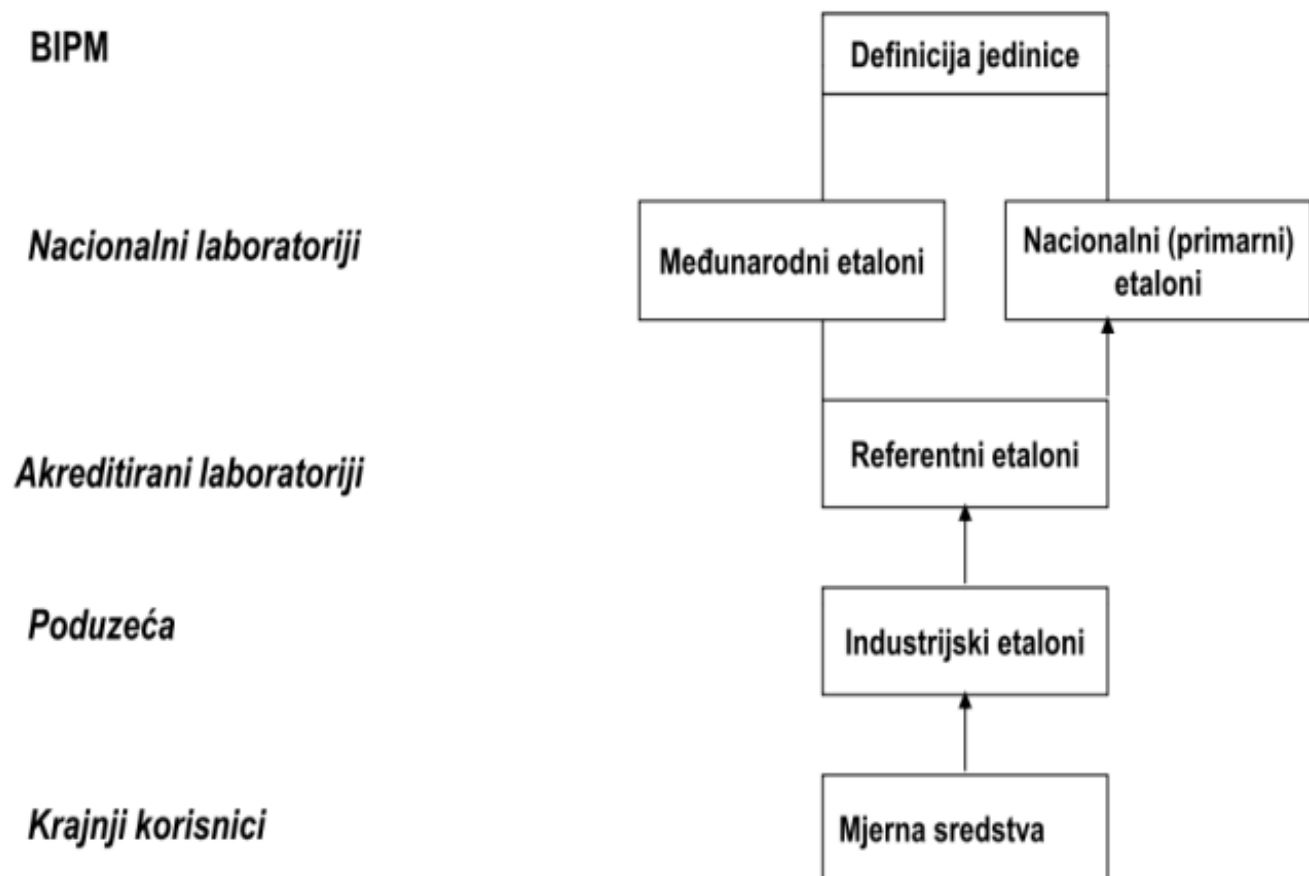 BIPM
Definicija jedinice
Nacionalni laboratoriji
Međunarodni etaloni
Nacionalni (primarni)
etaloni
Akreditirani laboratoriji
Referentni etaloni
Poduzeća
Industrijski etaloni
Krajnji korisnici
Mjerna sredstva